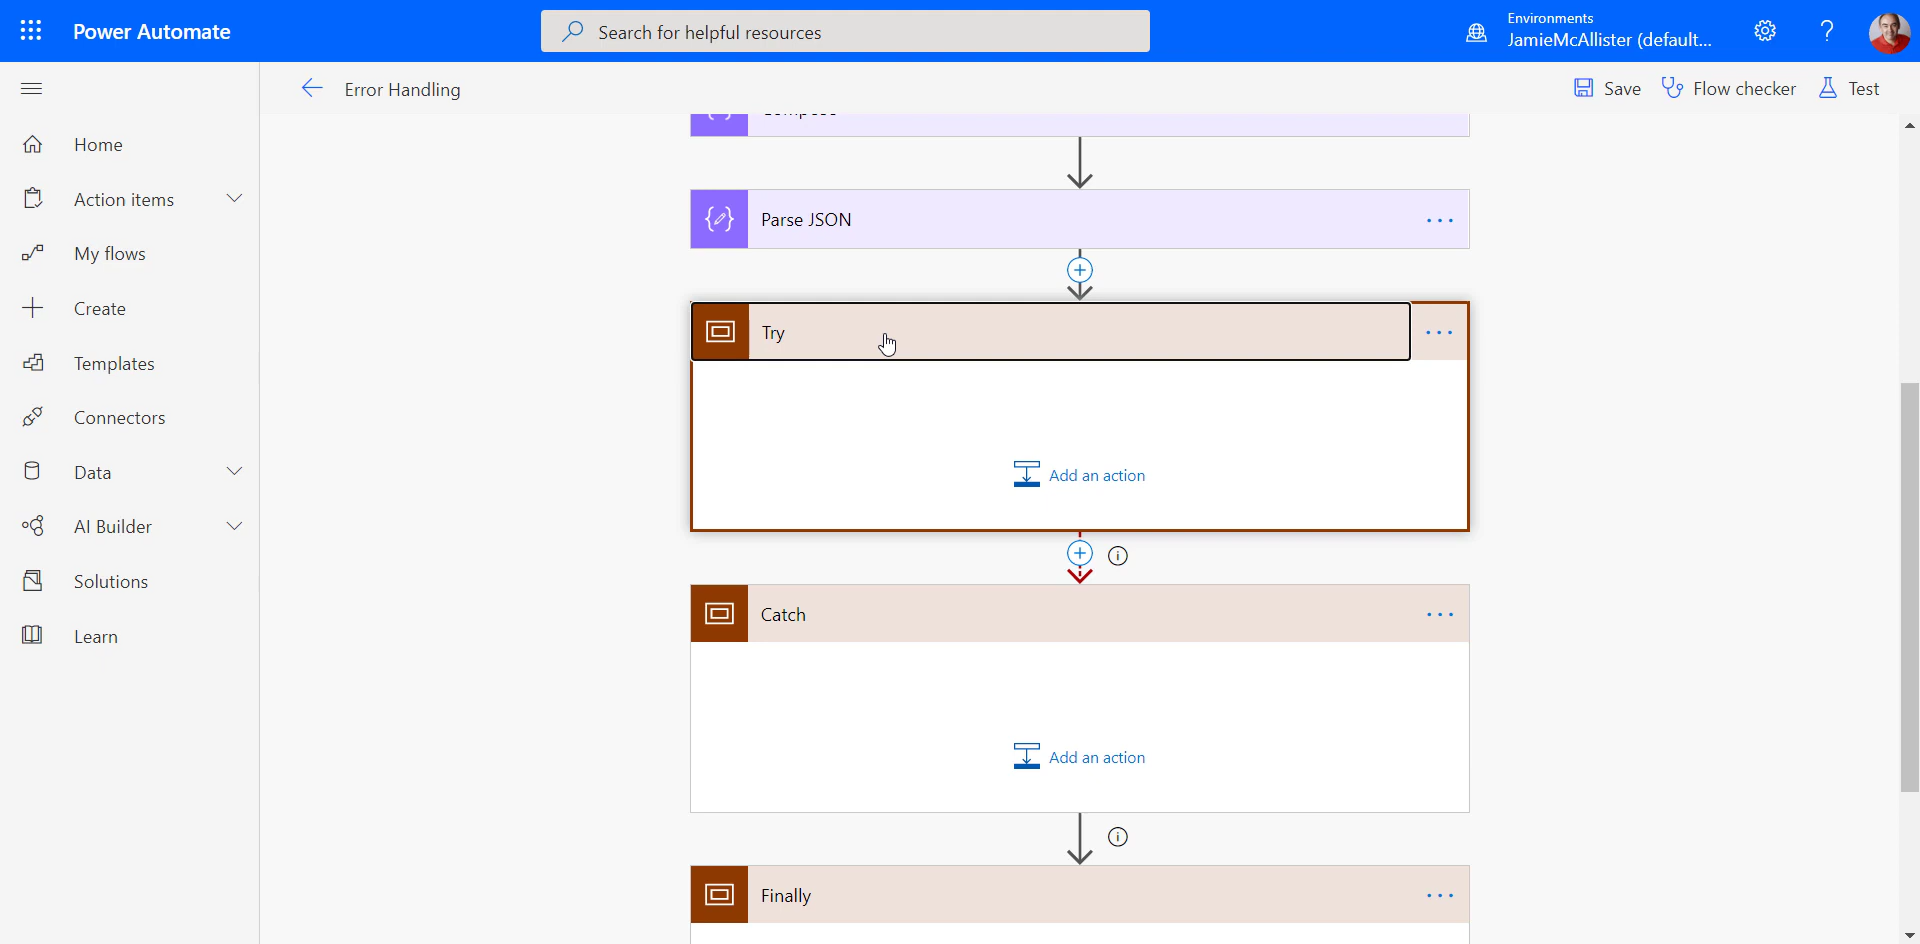 Power Automate
Search for helpful resources
Environments
JamieMcAllister (default...
Error Handling
Save
Flow checker
Test
Home
Action items
My flows
Create
Templates
Connectors
Data
AI Builder
Solutions
Learn
Parse JSON
Try
Add an action
Catch
Add an action
Finally